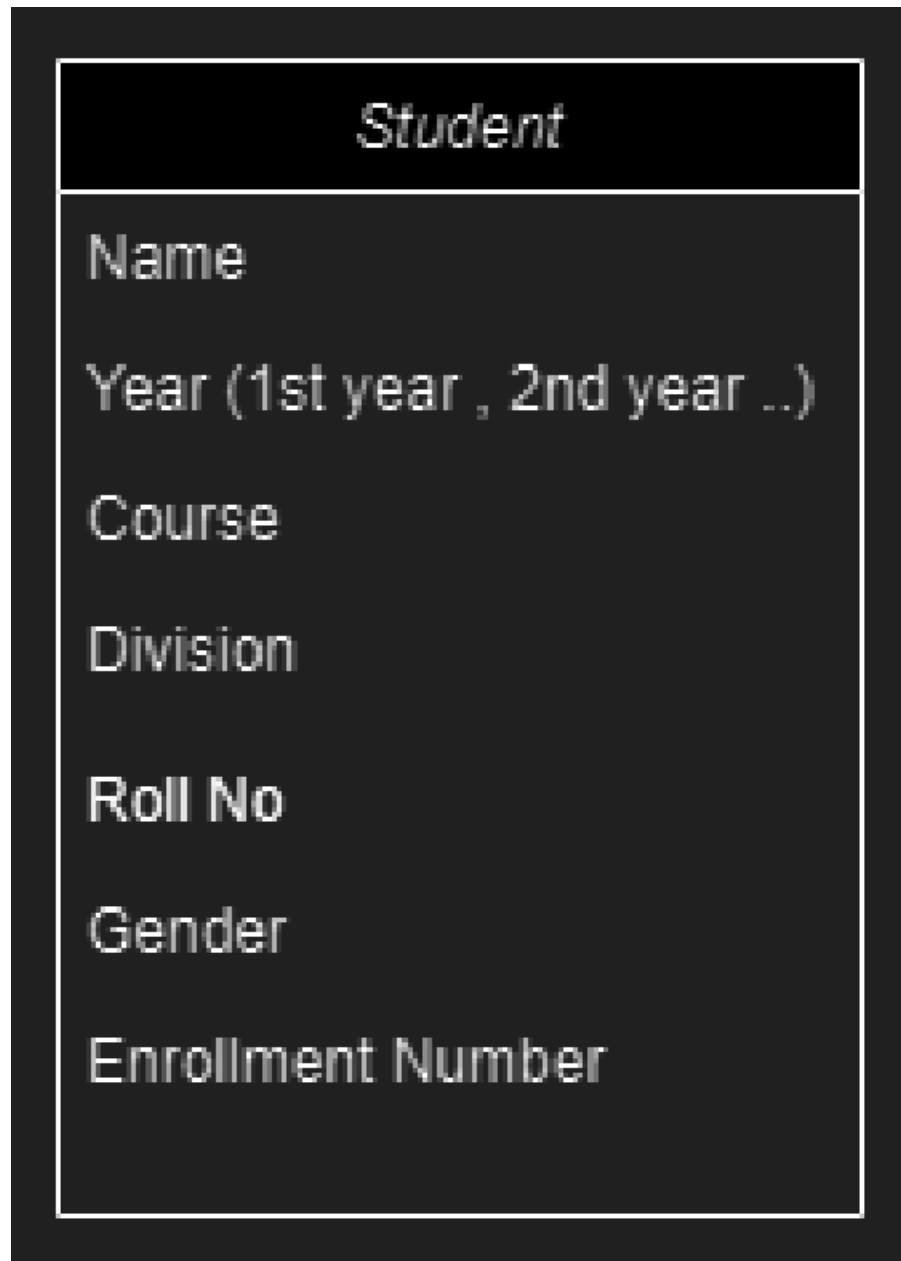 Student
Name
Year (1st year , 2nd year ..)
Course
Division
Roll No
Gender
Enrollment Number